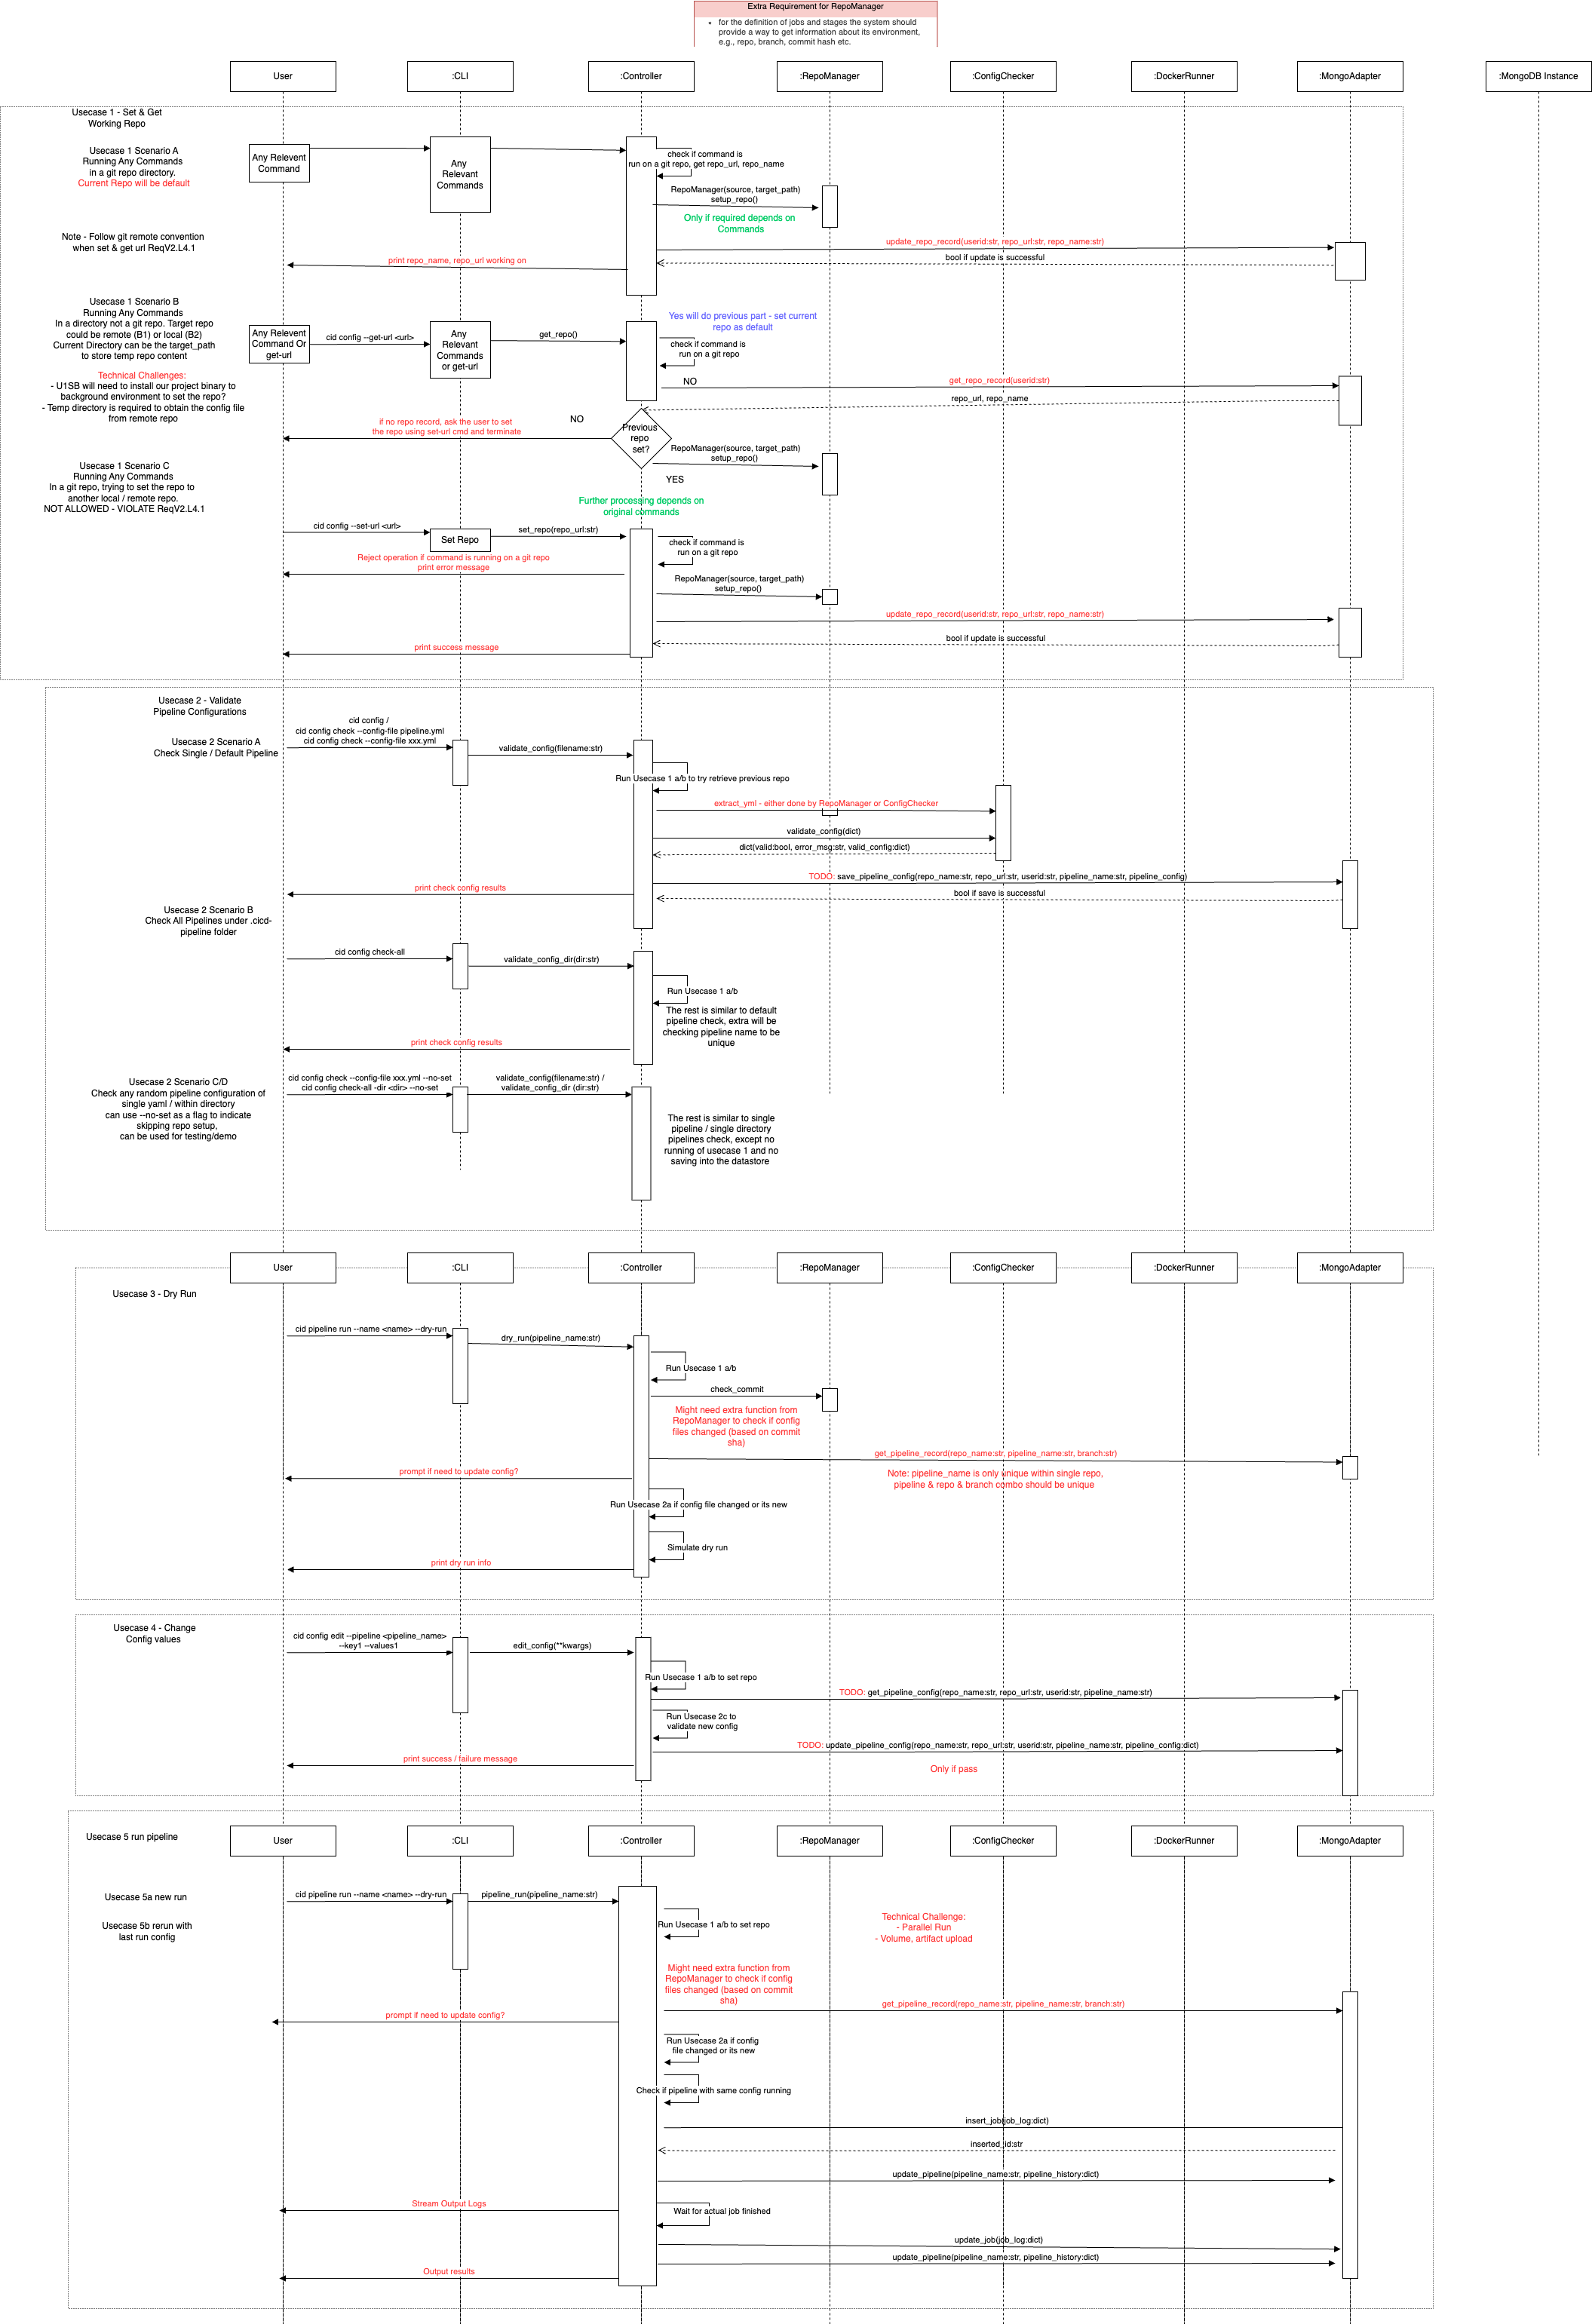 Extra Requirement for RepoManager
• for the definition of jobs and stages the system should
provide a way to get information about its environment,
e.g., repo, branch, commit hash etc.
User
:CLI
:Controller
:RepoManager
:ConfigChecker
:DockerRunner
:MongoAdapter
:MongoDB Instance
Usecase 1 - Set & Get
Working Repo
Usecase 1 Scenario A
Running Any Commands
in a git repo directory.
Current Repo will be default
Any Relevent
Command
Any
Relevant
Commands
check if command is
run on a git repo, get repo_url, repo_name
RepoManager(source, target_path)
setup_repo()
Only if required depends on
Commands
Note - Follow git remote convention
when set & get url ReqV2.L4.1
update_repo_record(userid:str, repo_url:str, repo_name:str)
bool if update is successful
print repo_name, repo_url working on
Usecase 1 Scenario B
Running Any Commands
In a directory not a git repo. Target repo
could be remote (B1) or local (B2)
Current Directory can be the target_path
to store temp repo content
Technical Challenges:
- U1SB will need to install our project binary to
background environment to set the repo?
- Temp directory is required to obtain the config file
from remote repo
Any Relevent
Command Or
get-url
cid config --get-url <url>
Any
Relevant
Commands
or get-url
get_repo()
Yes will do previous part - set current
repo as default
check if command is
run on a git repo
NO
get_repo_record(userid:str)
repo_url, repo_name
NO
if no repo record, ask the user to set
the repo using set-url cmd and terminate
Previous
repo
set?
RepoManager(source, target_path)
setup_repo()
YES
Further processing depends on
original commands
Usecase 1 Scenario C
Running Any Commands
In a git repo, trying to set the repo to
another local / remote repo.
NOT ALLOWED - VIOLATE ReqV2.L4.1
cid config --set-url <url>
Set Repo
set_repo(repo_url:str)
check if command is
run on a git repo
Reject operation if command is running on a git repo
print error message
RepoManager(source, target_path)
setup_repo()
update_repo_record(userid:str, repo_url:str, repo_name:str)
bool if update is successful
print success message
Usecase 2 - Validate
Pipeline Configurations
Usecase 2 Scenario A
Check Single / Default Pipeline
cid config /
cid config check --config-file pipeline.yml
cid config check --config-file xxx.yml
validate_config(filename:str)
Run Usecase 1 a/b to try retrieve previous repo
extract_yml - either done by RepoManager or ConfigChecker
validate_config(dict)
dict(valid:bool, error_msg:str, valid_config:dict)
TODO: save_pipeline_config(repo_name:str, repo_url:str, userid:str, pipeline_name:str, pipeline_config)
bool if save is successful
print check config results
Usecase 2 Scenario B
Check All Pipelines under .cicd-
pipeline folder
cid config check-all
validate_config_dir(dir:str)
Run Usecase 1 a/b
The rest is similar to default
pipeline check, extra will be
checking pipeline name to be
unique
print check config results
Usecase 2 Scenario C/D
Check any random pipeline configuration of
single yaml / within directory
can use --no-set as a flag to indicate
skipping repo setup,
can be used for testing/demo
cid config check --config-file xxx.yml --no-set
cid config check-all -dir <dir> --no-set
validate_config(filename:str) /
validate_config_dir (dir:str)
The rest is similar to single
pipeline / single directory
pipelines check, except no
running of usecase 1 and no
saving into the datastore
User
:CLI
:Controller
:RepoManager
:ConfigChecker
:DockerRunner
:MongoAdapter
Usecase 3 - Dry Run
cid pipeline run --name <name> --dry-run
dry_run(pipeline_name:str)
Run Usecase 1 a/b
check_commit
Might need extra function from
RepoManager to check if config
files changed (based on commit
sha)
get_pipeline_record(repo_name:str, pipeline_name:str, branch:str)
Note: pipeline_name is only unique within single repo,
pipeline & repo & branch combo should be unique
prompt if need to update config?
Run Usecase 2a if config file changed or its new
Simulate dry run
print dry run info
Usecase 4 - Change
Config values
cid config edit --pipeline <pipeline_name>
--key1 --values1
edit_config(**kwargs)
Run Usecase 1 a/b to set repo
TODO: get_pipeline_config(repo_name:str, repo_url:str, userid:str, pipeline_name:str)
Run Usecase 2c to
validate new config
TODO: update_pipeline_config(repo_name:str, repo_url:str, userid:str, pipeline_name:str, pipeline_config:dict)
print success / failure message
Only if pass
Usecase 5 run pipeline
User
:CLI
:Controller
:RepoManager
:ConfigChecker
:DockerRunner
:MongoAdapter
Usecase 5a new run
Usecase 5b rerun with
last run config
cid pipeline run --name <name> --dry-run
pipeline_run(pipeline_name:str)
Run Usecase 1 a/b to set repo
Technical Challenge:
- Parallel Run
- Volume, artifact upload
Might need extra function from
RepoManager to check if config
files changed (based on commit
sha)
get_pipeline_record(repo_name:str, pipeline_name:str, branch:str)
prompt if need to update config?
Run Usecase 2a if config
file changed or its new
Check if pipeline with same config running
insert_job(job_log:dict)
inserted_id:str
update_pipeline(pipeline_name:str, pipeline_history:dict)
Stream Output Logs
Wait for actual job finished
update_job(job_log:dict)
update_pipeline(pipeline_name:str, pipeline_history:dict)
Output results